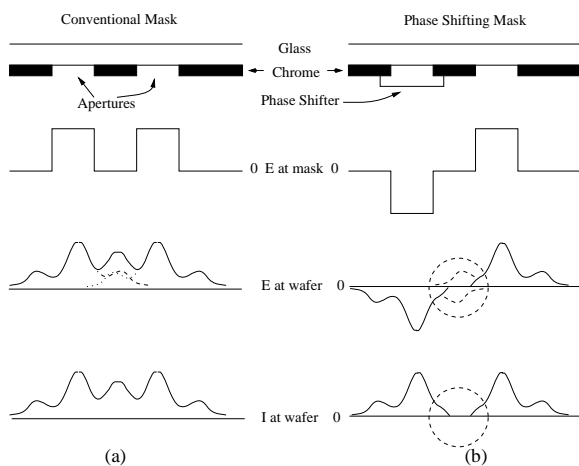 Conventional Mask
Phase Shifting Mask
Glass
Chrome
Apertures
Phase Shifter
0 E at mask 0
E at wafer 0
I at wafer 0
(a)
(b)